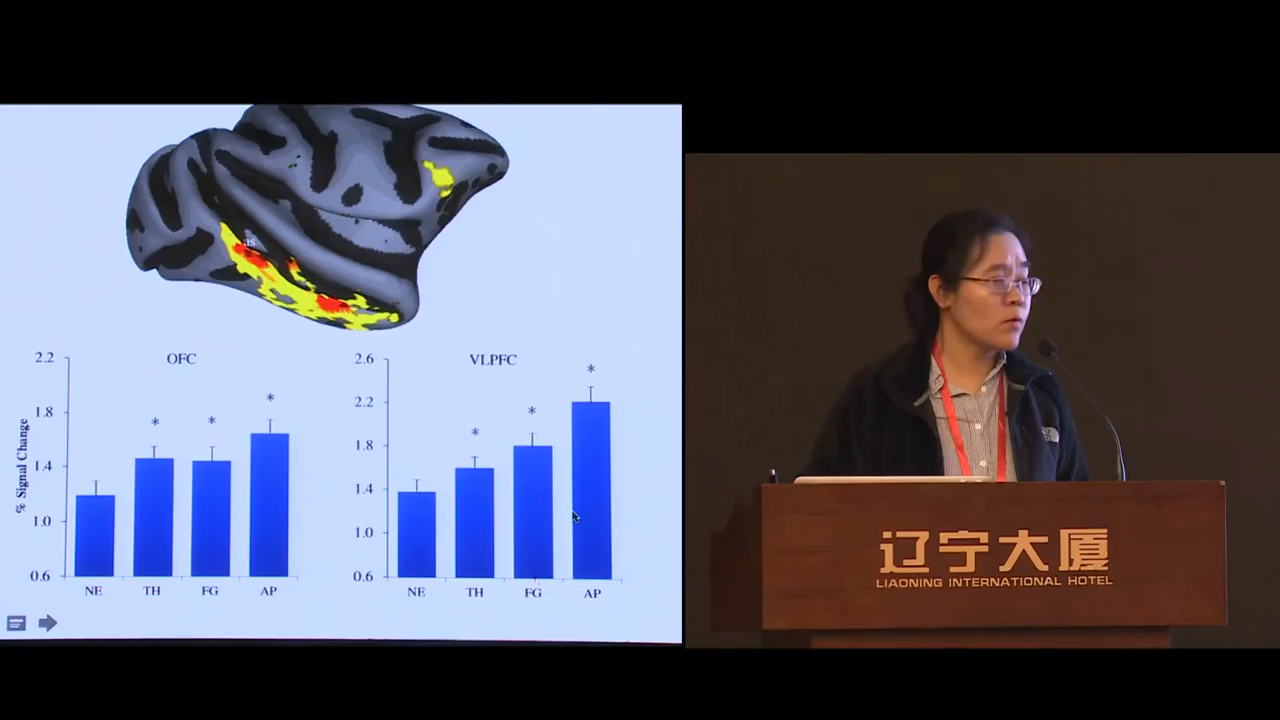 as
OFC
VLPFC
% Signal Change
2.2
1.8
1.4
1.0
0.6
*
*
*
NE
TH
FG
AP
2.6
2.2
1.8
1.4
1.0
0.6
*
*
*
NE
TH
FG
AP
辽宁大厦
LIAONING INTERNATIONAL HOTEL